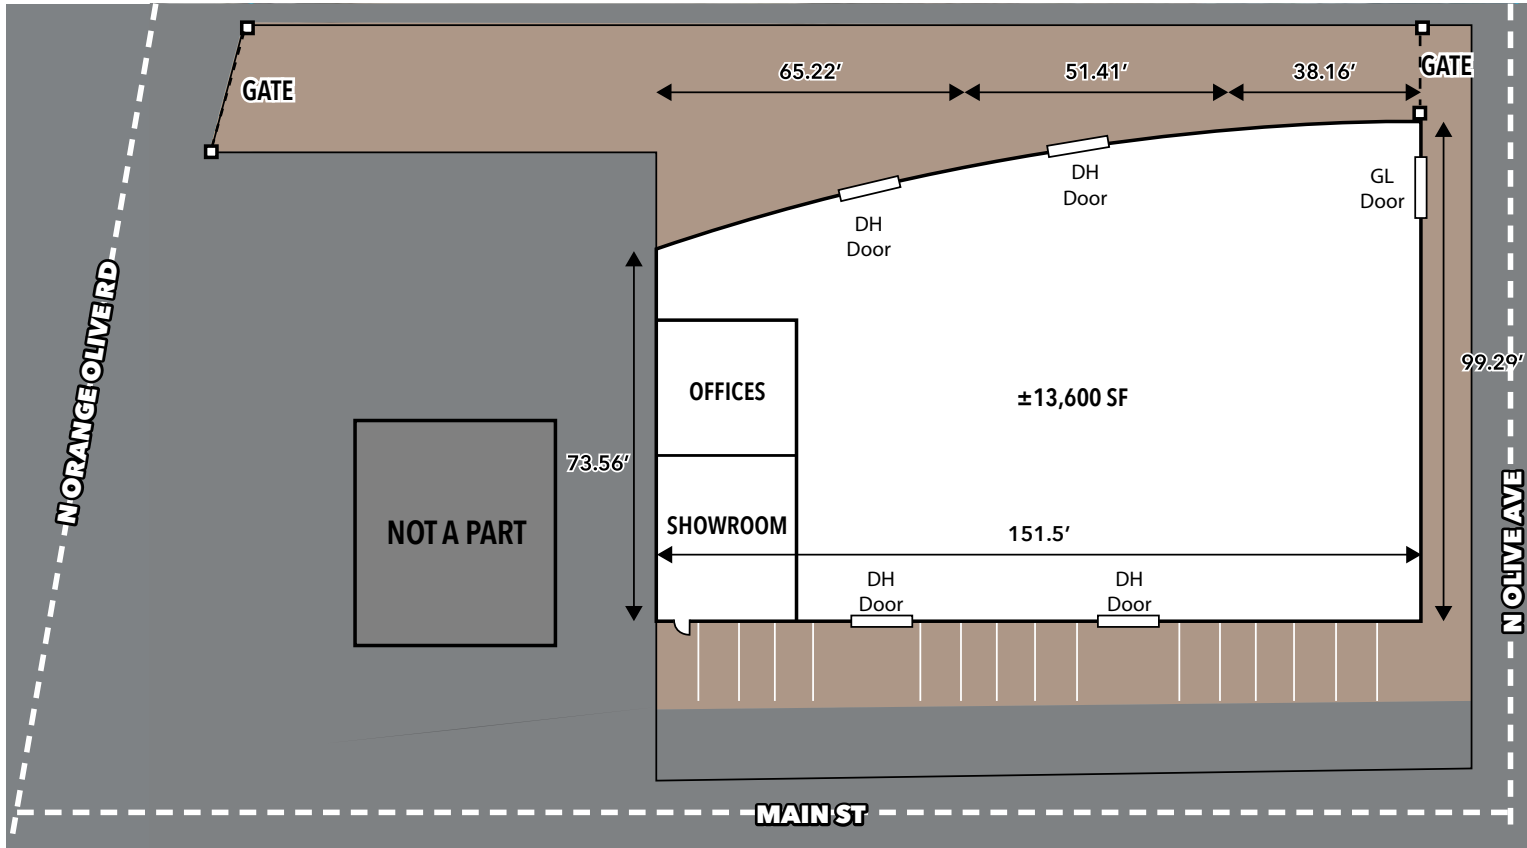 GATE
GATE
65.22’
51.41’
38.16’
DH
Door
DH
Door
GL
Door
N ORANGE OLIVE RD
OFFICES
±13,600 SF
99.29’
73.56’
NOT A PART
SHOWROOM
151.5’
DH
Door
DH
Door
N OLIVE AVE
MAIN ST